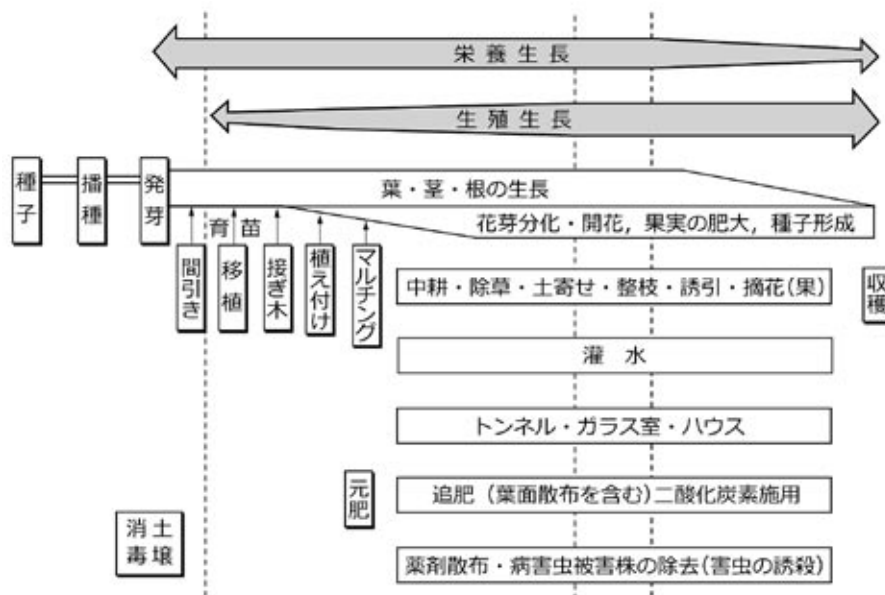 栄養生長
生殖生長
種子
播種
発芽
葉・茎・根の生長
花芽分化・開花，果実の肥大，種子形成
育苗
間引き
移植
接ぎ木
植え付け
マルチング
中耕・除草・土寄せ・整枝・誘引・摘花(果)
収穫
灌水
トンネル・ガラス室・ハウス
元肥
追肥（葉面散布を含む）二酸化炭素施用
土壌
消毒
薬剤散布・病害虫被害株の除去(害虫の誘殺)